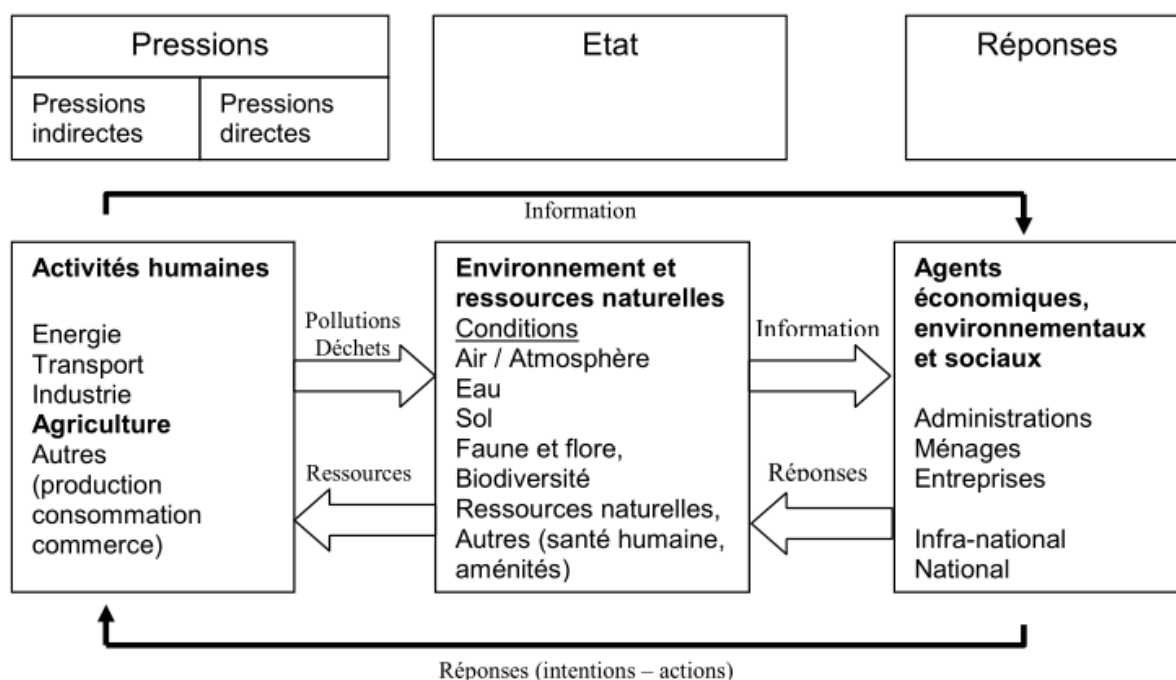 Pressions
Pressions
indirectes
Pressions
directes
Etat
Réponses
Information
Activités humaines
Energie
Transport
Industrie
Agriculture
Autres
(production
consommation
commerce)
Pollutions
Déchets
Ressources
Environnement et
ressources naturelles
Conditions
Air / Atmosphère
Eau
Sol
Faune et flore,
Biodiversité
Ressources naturelles,
Autres (santé humaine,
aménités)
Information
Réponses
Agents
économiques,
environnementaux
et sociaux
Administrations
Ménages
Entreprises
Infra-national
National
Réponses (intentions – actions)